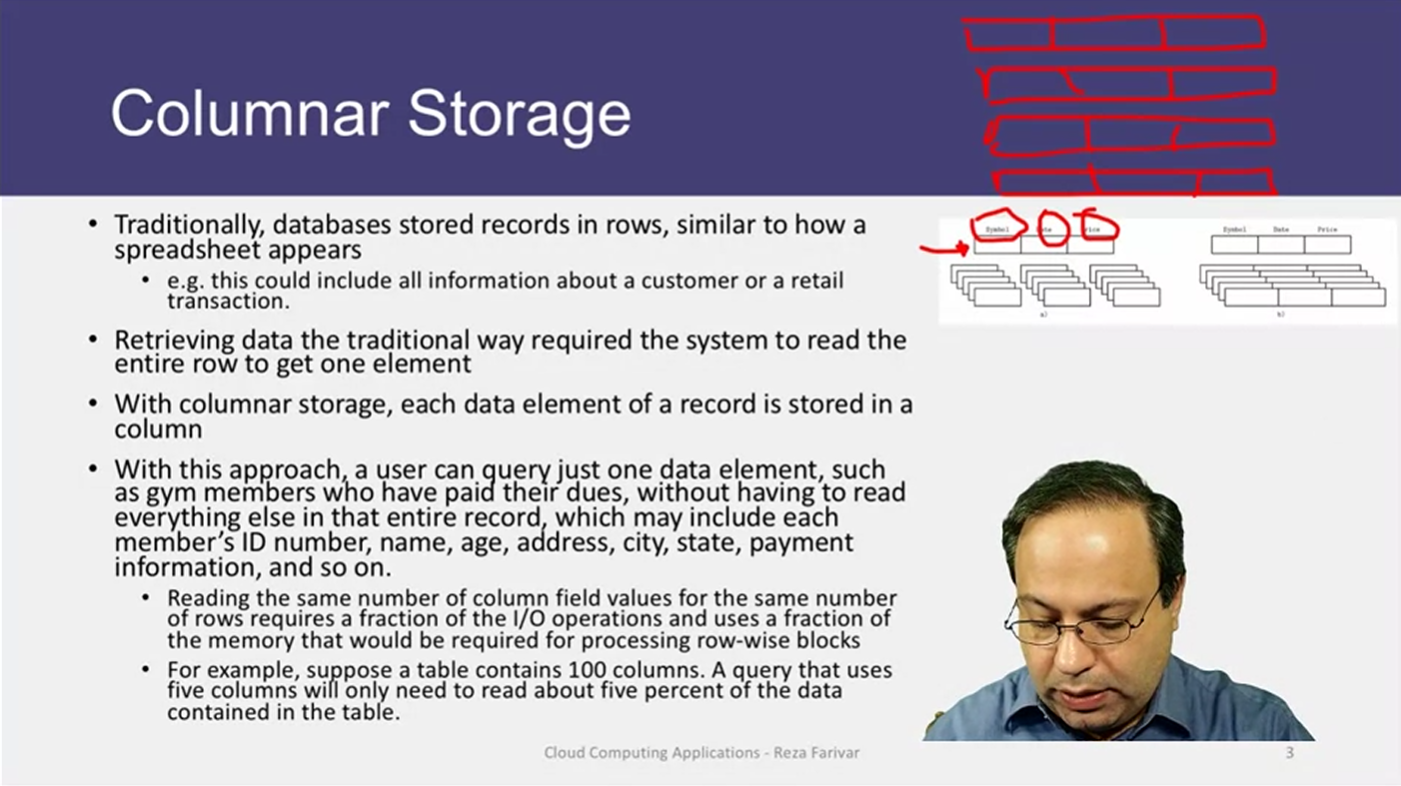 Columnar Storage
• Traditionally, databases stored records in rows, similar to how a
spreadsheet appears
• e.g. this could include all information about a customer or a retail
transaction.
• Retrieving data the traditional way required the system to read the
entire row to get one element
• With columnar storage, each data element of a record is stored in a
column
• With this approach, a user can query just one data element, such
as gym members who have paid their dues, without having to read
everything else in that entire record, which may include each
member's ID number, name, age, address, city, state, payment
information, and so on.
• Reading the same number of column field values for the same number
of rows requires a fraction of the I/O operations and uses a fraction of
the memory that would be required for processing row-wise blocks
• For example, suppose a table contains 100 columns. A query that uses
five columns will only need to read about five percent of the data
contained in the table.
Symbol
Symbol Date Price
a)
b)
Cloud Computing Applications - Reza Farivar
3